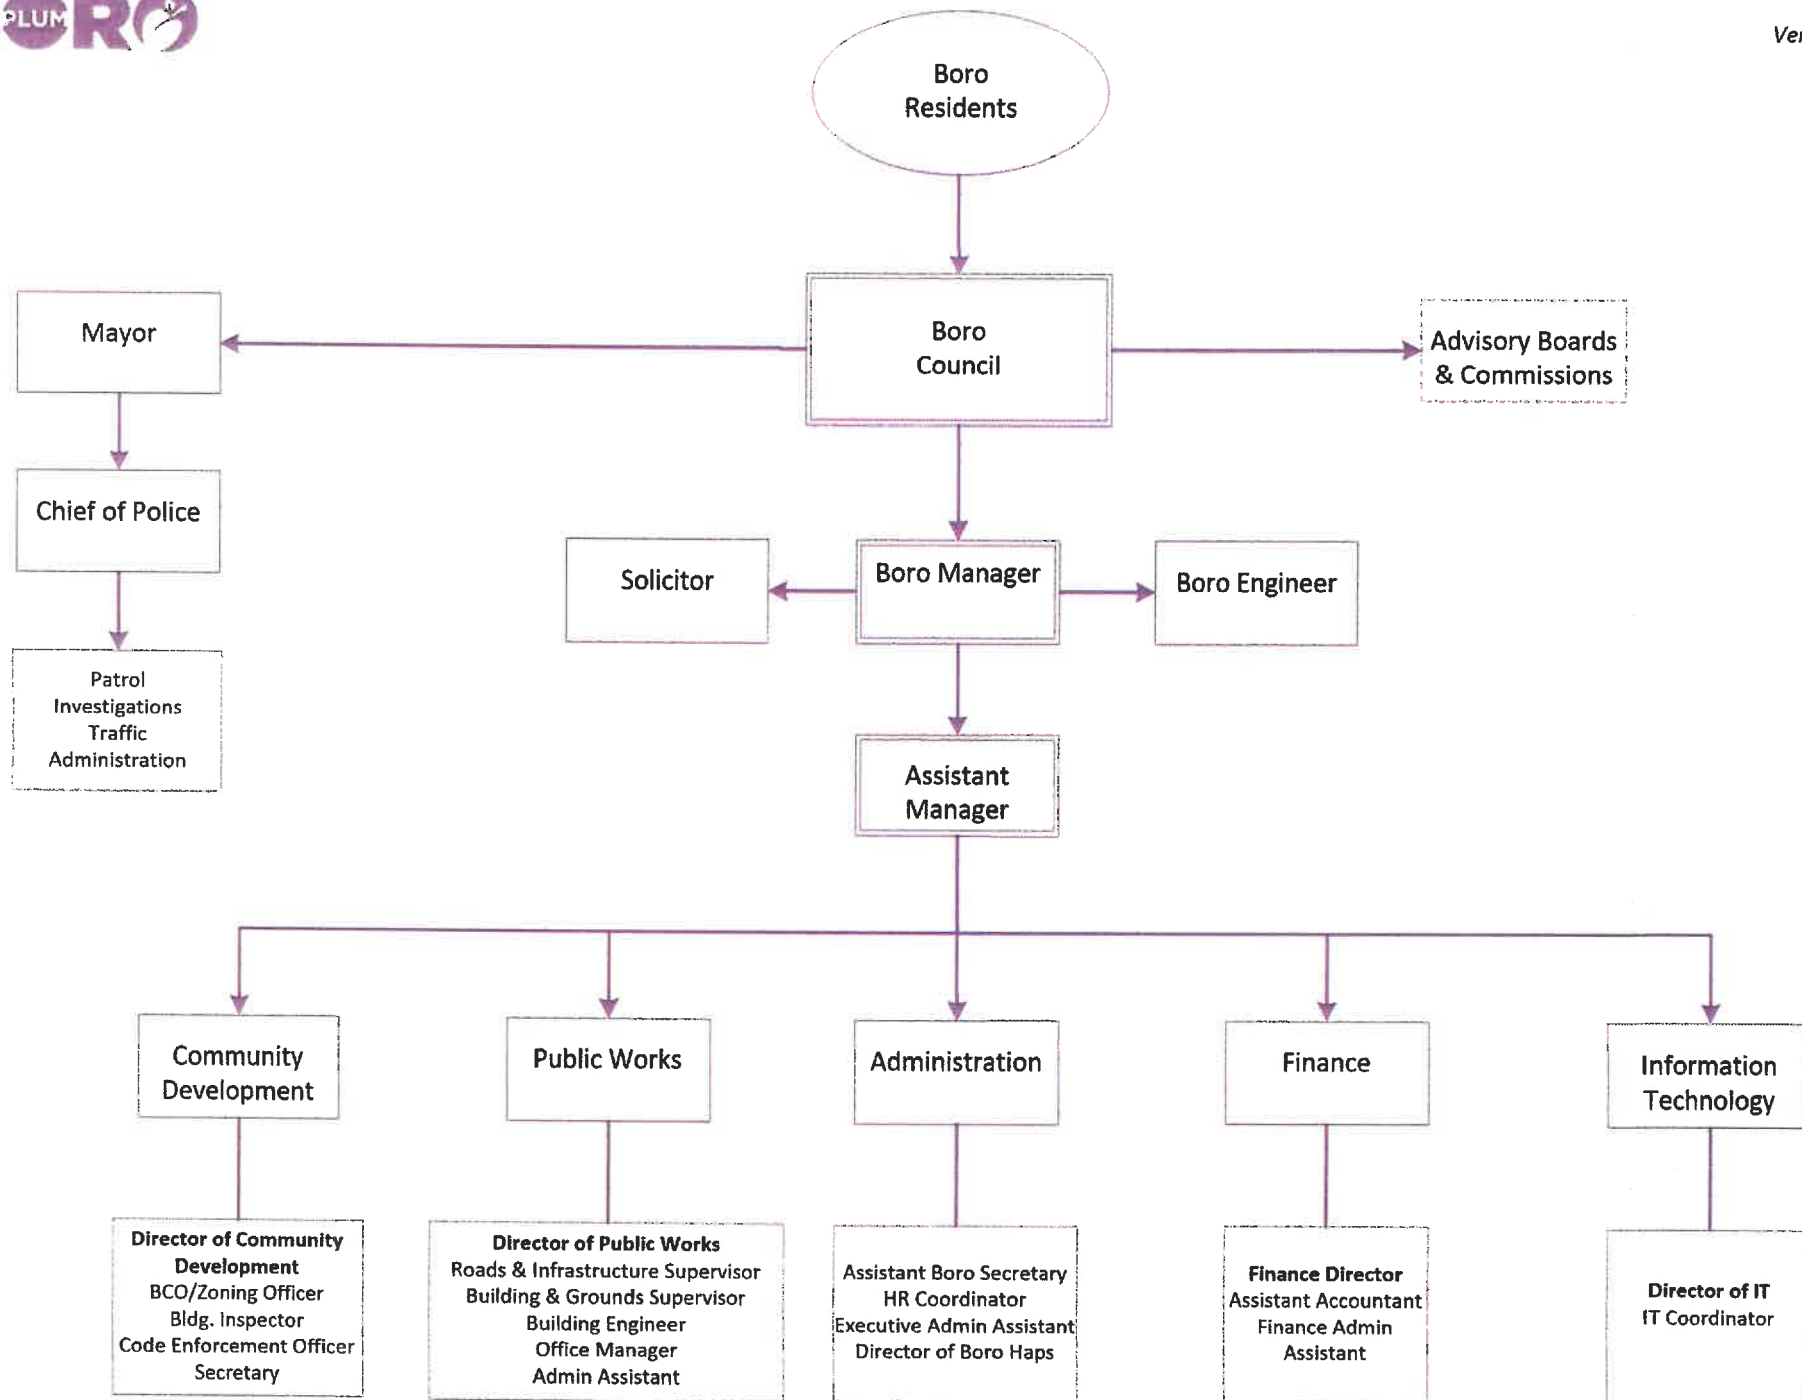 PLUM
Boro
Residents
Mayor
Boro
Council
Advisory Boards
& Commissions
Chief of Police
Solicitor
Boro Manager
Boro Engineer
Patrol
Investigations
Traffic
Administration
Assistant
Manager
Community
Development
Public Works
Administration
Finance
Information
Technology
Director of Community
Development
BCO/Zoning Officer
Bldg. Inspector
Code Enforcement Officer
Secretary
Director of Public Works
Roads & Infrastructure Supervisor
Building & Grounds Supervisor
Building Engineer
Office Manager
Admin Assistant
Assistant Boro Secretary
HR Coordinator
Executive Admin Assistant
Director of Boro Haps
Finance Director
Assistant Accountant
Finance Admin
Assistant
Director of IT
IT Coordinator